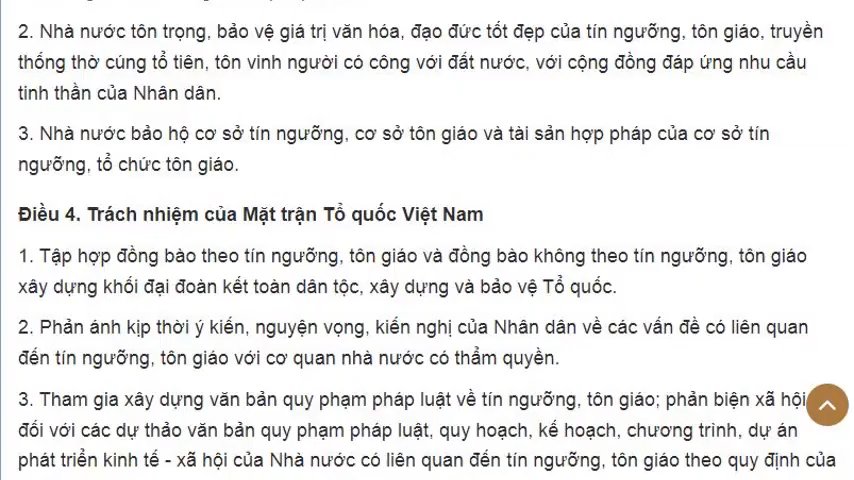 2. Nhà nước tôn trọng, bảo vệ giá trị văn hóa, đạo đức tốt đẹp của tín ngưỡng, tôn giáo, truyền
thống thờ cúng tổ tiên, tôn vinh người có công với đất nước, với cộng đồng đáp ứng nhu cầu
tinh thần của Nhân dân.
3. Nhà nước bảo hộ cơ sở tín ngưỡng, cơ sở tôn giáo và tài sản hợp pháp của cơ sở tín
ngưỡng, tổ chức tôn giáo.
Điều 4. Trách nhiệm của Mặt trận Tổ quốc Việt Nam
1. Tập hợp đồng bào theo tín ngưỡng, tôn giáo và đồng bào không theo tín ngưỡng, tôn giáo
xây dựng khối đại đoàn kết toàn dân tộc, xây dựng và bảo vệ Tổ quốc.
2. Phản ánh kịp thời ý kiến, nguyện vọng, kiến nghị của Nhân dân về các vấn đề có liên quan
đến tín ngưỡng, tôn giáo với cơ quan nhà nước có thẩm quyền.
3. Tham gia xây dựng văn bản quy phạm pháp luật về tín ngưỡng, tôn giáo; phản biện xã hội
đối với các dự thảo văn bản quy phạm pháp luật, quy hoạch, kế hoạch, chương trình, dự án
phát triển kinh tế - xã hội của Nhà nước có liên quan đến tín ngưỡng, tôn giáo theo quy định của